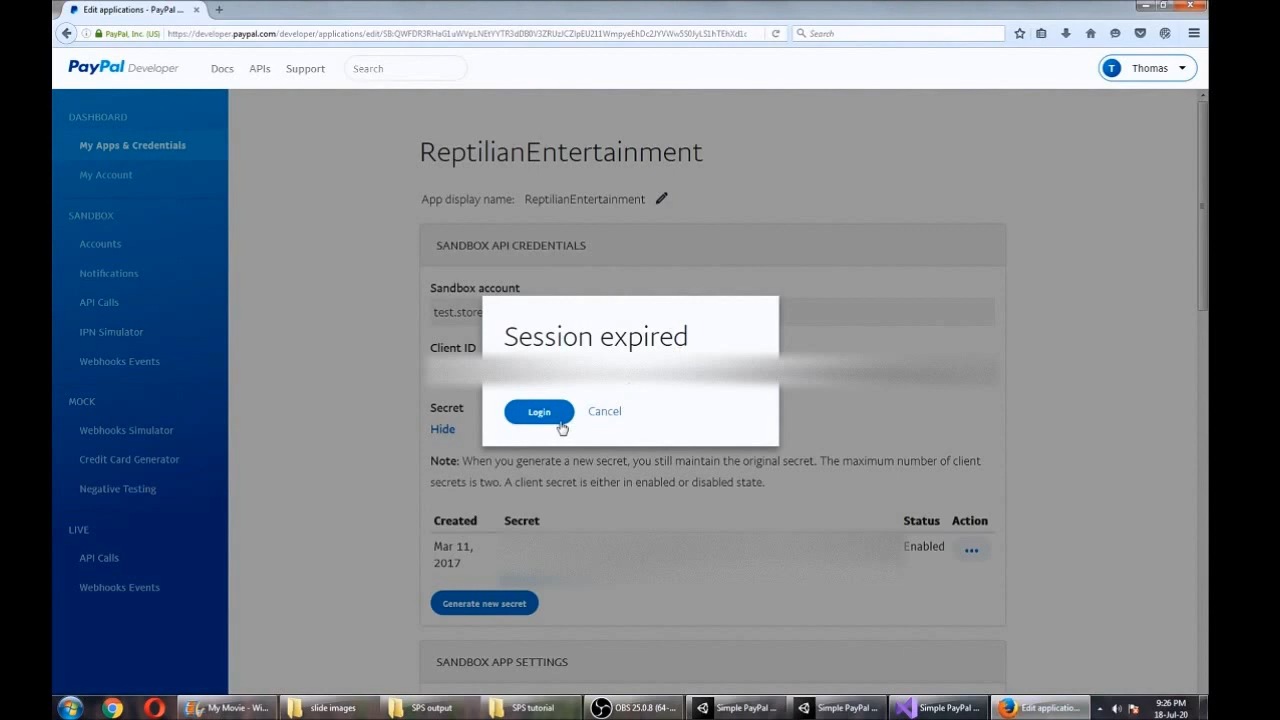 Edit applications - PayPal ...
PayPal, Inc. (US)
Search
PayPal Developer
Docs
APIs
Support
Search
T
Thomas
DASHBOARD
My Apps & Credentials
My Account
SANDBOX
Accounts
Notifications
API Calls
IPN Simulator
Webhooks Events
MOCK
Webhooks Simulator
Credit Card Generator
Negative Testing
LIVE
API Calls
Webhooks Events
ReptilianEntertainment
App display name: ReptilianEntertainment
SANDBOX API CREDENTIALS
Sandbox account
test.store
Client ID
Session expired
Login
Cancel
Secret
Hide
Note: When you generate a new secret, you still maintain the original secret. The maximum number of client
secrets is two. A client secret is either in enabled or disabled state.
Created Secret Status Action
Mar 11, Enabled
2017
Generate new secret
SANDBOX APP SETTINGS
My Movie - Wi...
slide images
SPS output
SPS tutorial
OBS 25.0.8 (64-...
Simple PayPal ...
Simple PayPal ...
Simple PayPal ...
Edit applicatio...
9:26 PM
18-Jul-20